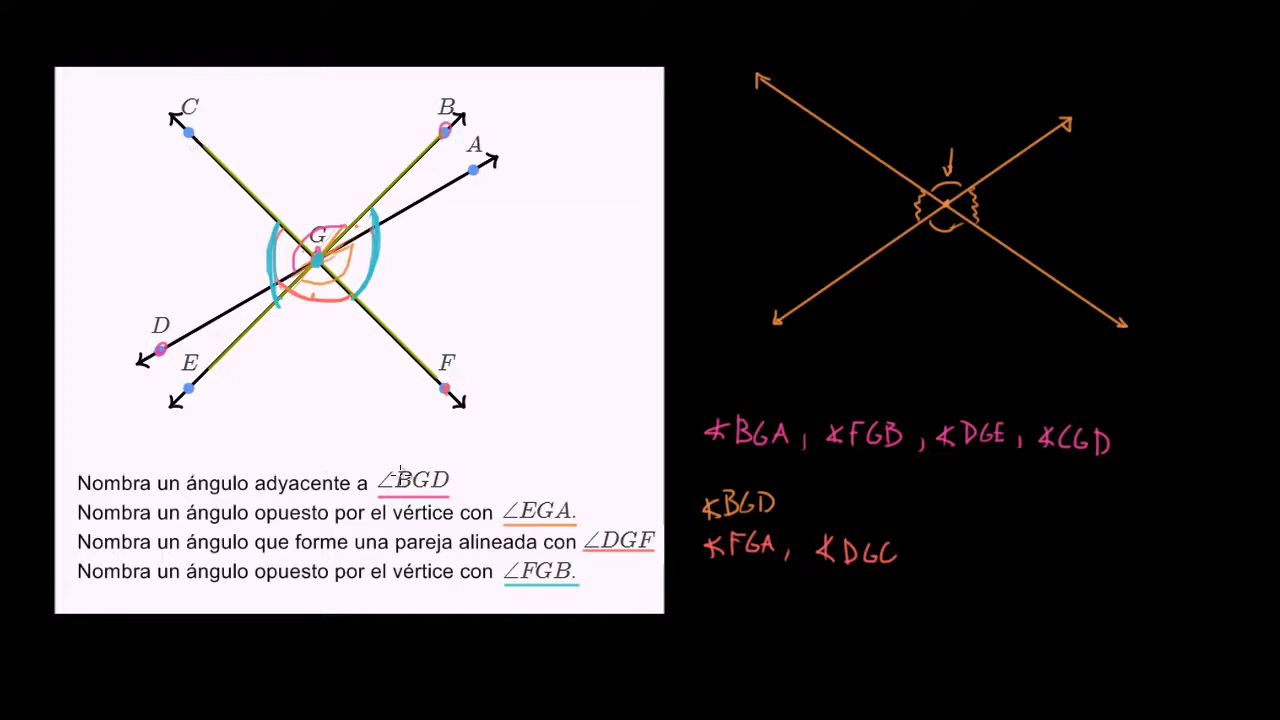 C
B
A
G
D
E
F
Nombra un ángulo adyacente a ∠BGD
Nombra un ángulo opuesto por el vértice con ∠EGA.
Nombra un ángulo que forme una pareja alineada con ∠DGF
Nombra un ángulo opuesto por el vértice con ∠FGB.
∡BGA, ∡FGB, ∡DGE, ∡CGD
∡BGD
∡FGA, ∡DGC